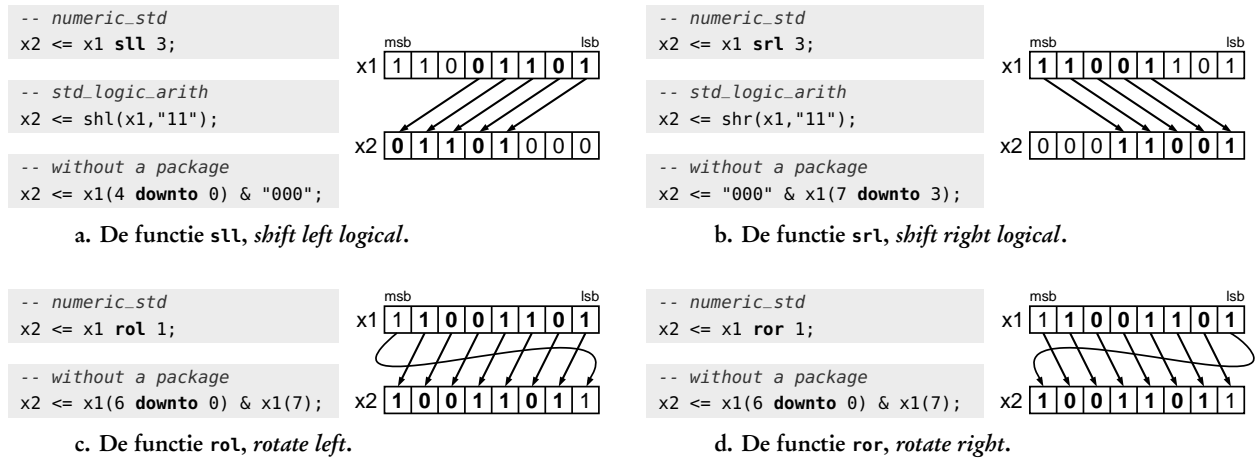 -- numeric_std
x2 <= x1 sll 3;
-- std_logic_arith
x2 <= shl(x1,"11");
-- without a package
x2 <= x1(4 downto 0) & "000";
msb lsb
x1 1 1 0 0 1 1 0 1
x2 0 1 1 0 1 0 0 0
a. De functie sll, shift left logical.
-- numeric_std
x2 <= x1 srl 3;
-- std_logic_arith
x2 <= shr(x1,"11");
-- without a package
x2 <= "000" & x1(7 downto 3);
msb lsb
x1 1 1 0 0 1 1 0 1
x2 0 0 0 1 1 0 0 1
b. De functie srl, shift right logical.
-- numeric_std
x2 <= x1 rol 1;
-- without a package
x2 <= x1(6 downto 0) & x1(7);
msb lsb
x1 1 1 0 0 1 1 0 1
x2 1 0 0 1 1 0 1 1
c. De functie rol, rotate left.
-- numeric_std
x2 <= x1 ror 1;
-- without a package
x2 <= x1(6 downto 0) & x1(7);
msb lsb
x1 1 1 0 0 1 1 0 1
x2 1 0 0 1 1 0 1 1
d. De functie ror, rotate right.